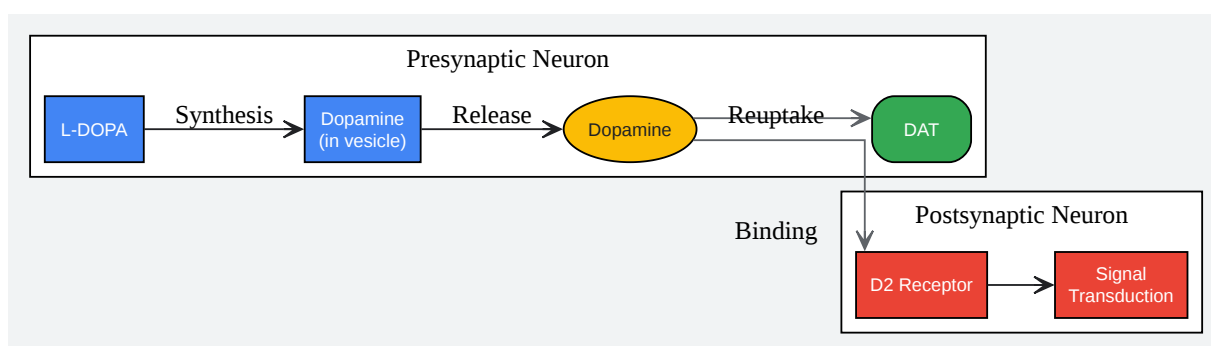 Presynaptic Neuron
L-DOPA
Synthesis
Dopamine
(in vesicle)
Release
Dopamine
Reuptake
DAT
Binding
Postsynaptic Neuron
D2 Receptor
Signal
Transduction